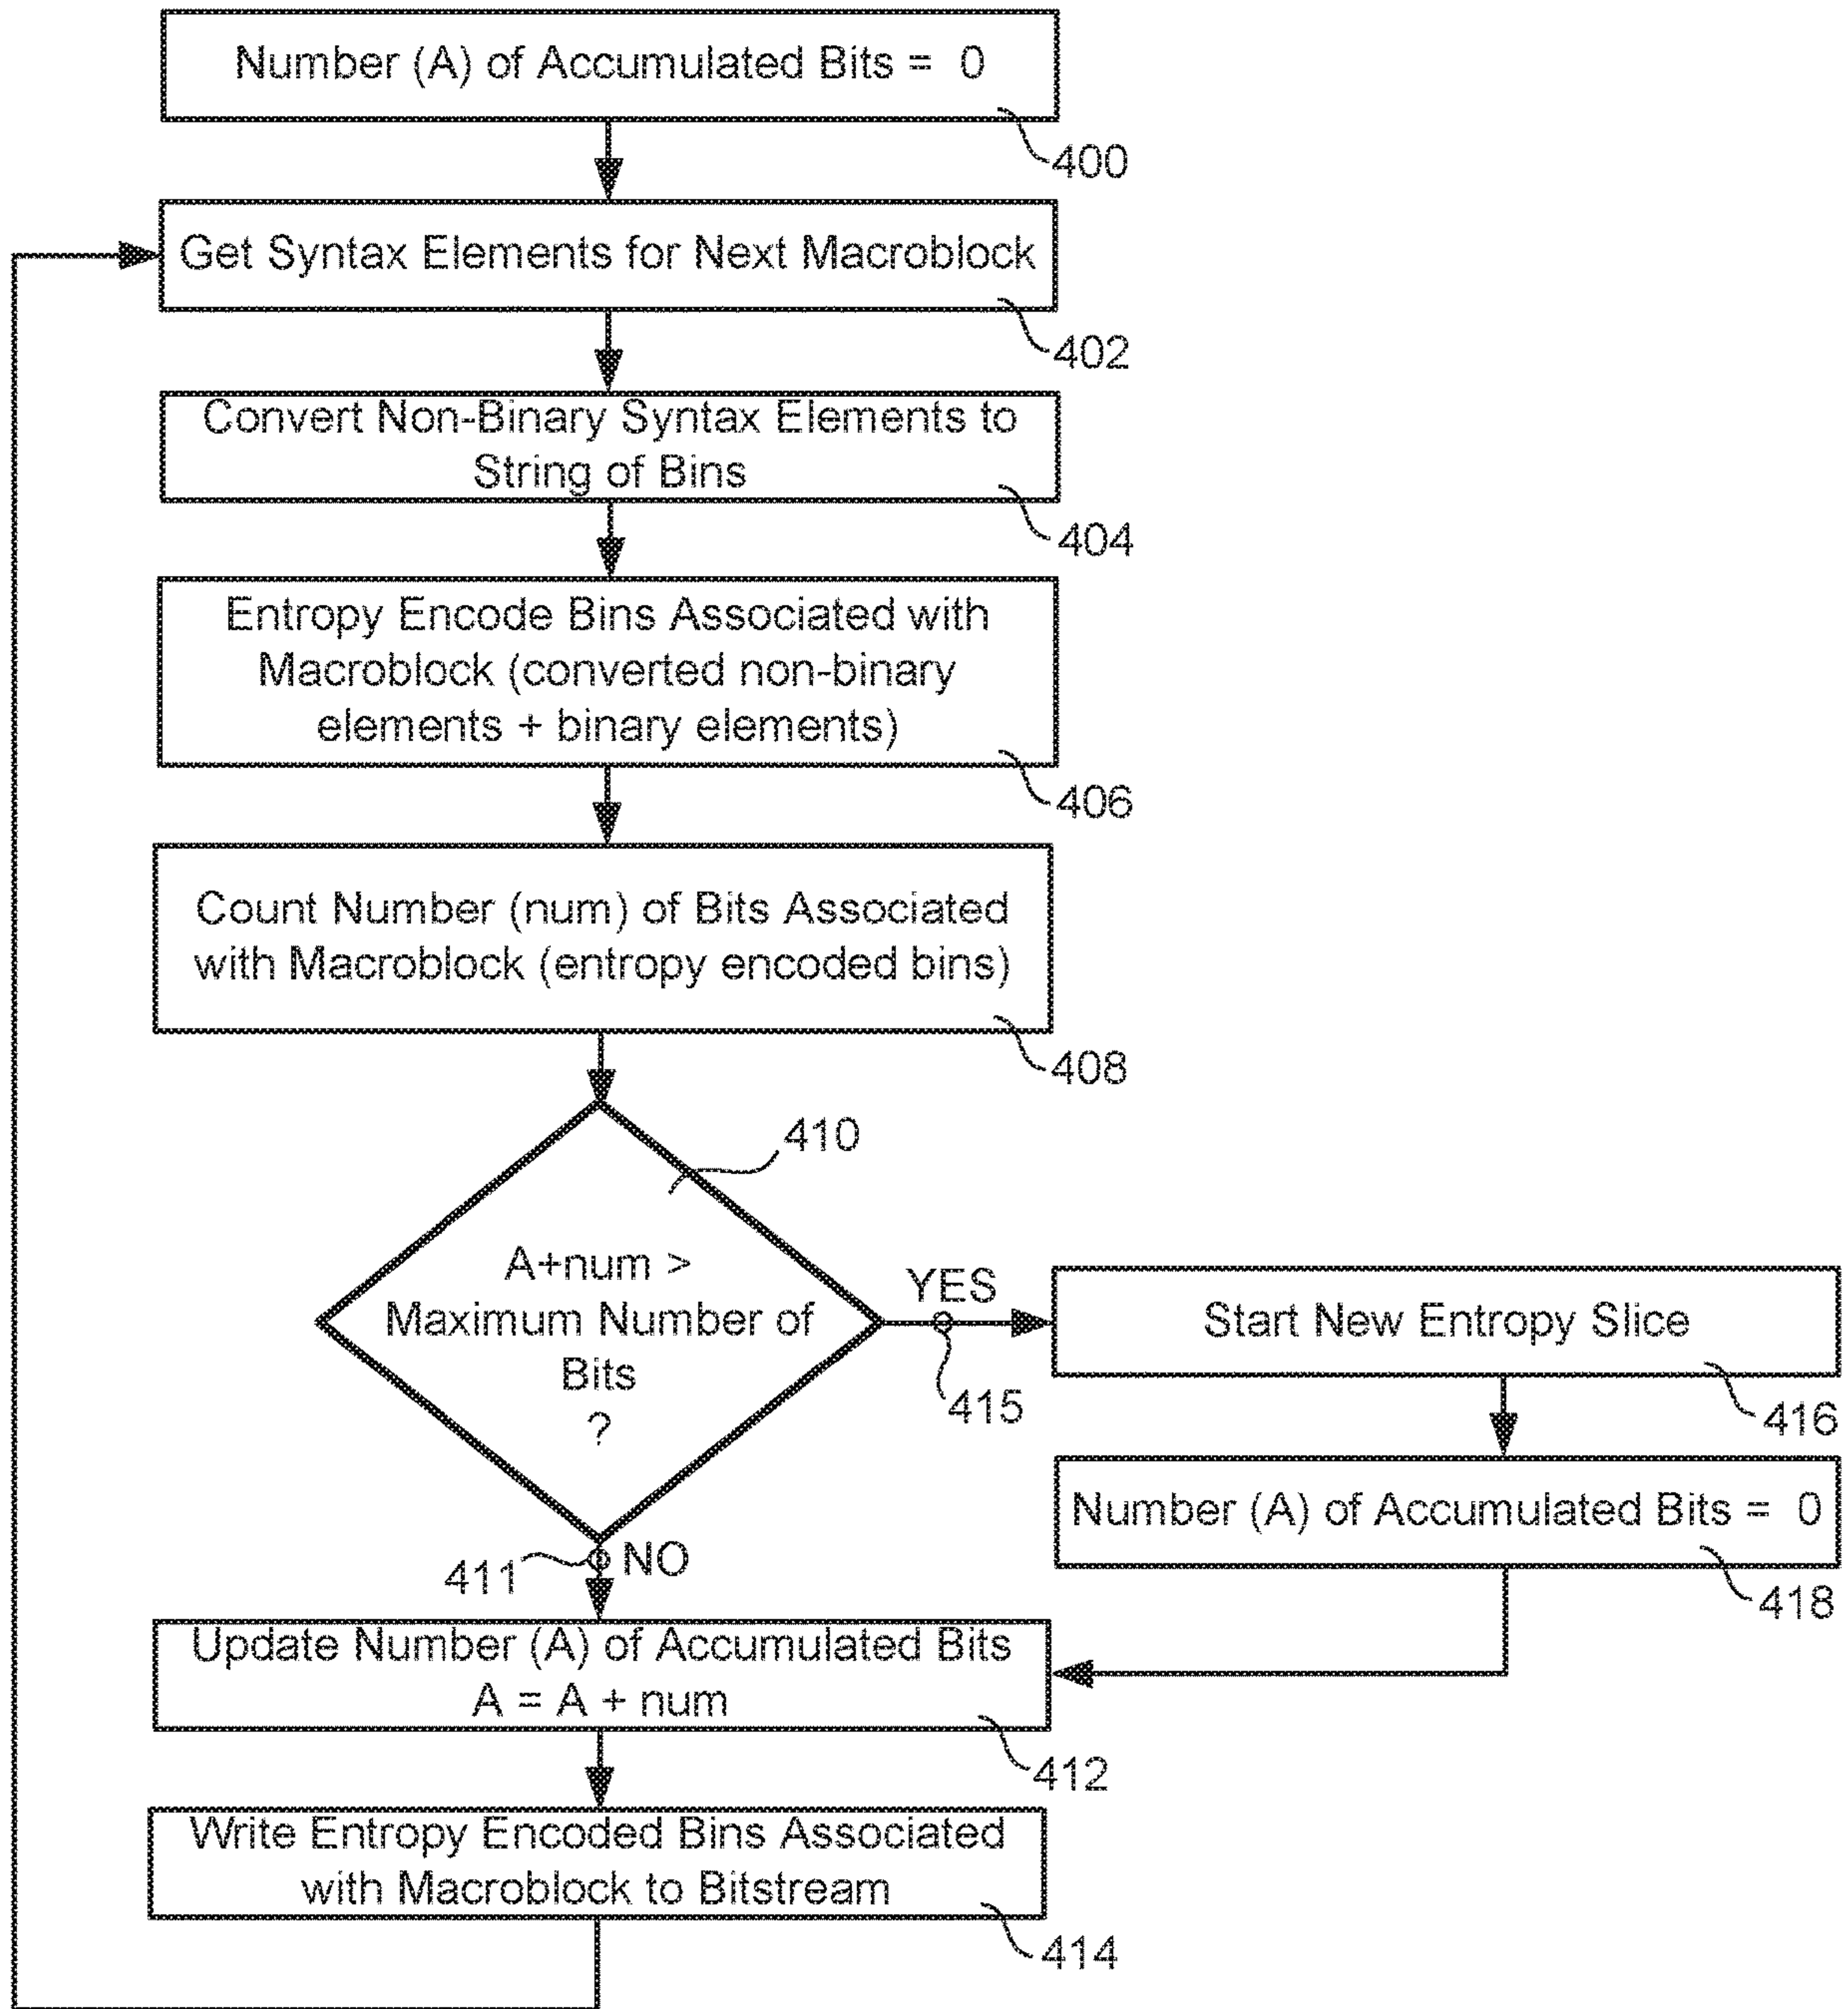 Number (A) of Accumulated Bits = 0
400
Get Syntax Elements for Next Macroblock
402
Convert Non-Binary Syntax Elements to
String of Bins
404
Entropy Encode Bins Associated with
Macroblock (converted non-binary
elements + binary elements)
406
Count Number (num) of Bits Associated
with Macroblock (entropy encoded bins)
408
410
A+num >
Maximum Number of
Bits
?
YES
415
Start New Entropy Slice
416
Number (A) of Accumulated Bits = 0
418
411
NO
Update Number (A) of Accumulated Bits
A = A + num
412
Write Entropy Encoded Bins Associated
with Macroblock to Bitstream
414